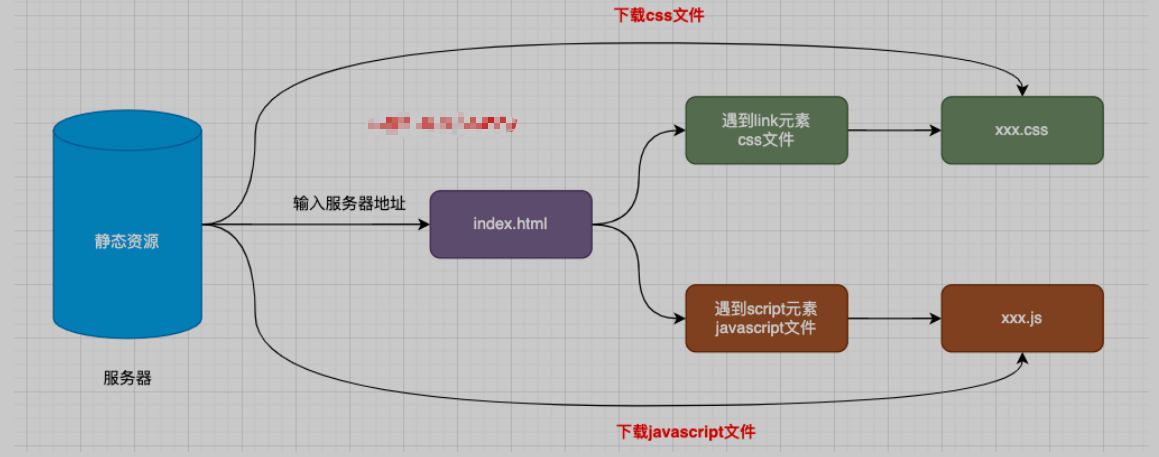 下载css文件
遇到link元素
css文件
xxx.css
输入服务器地址
index.html
静态资源
遇到script元素
javascript文件
xxx.js
服务器
下载javascript文件